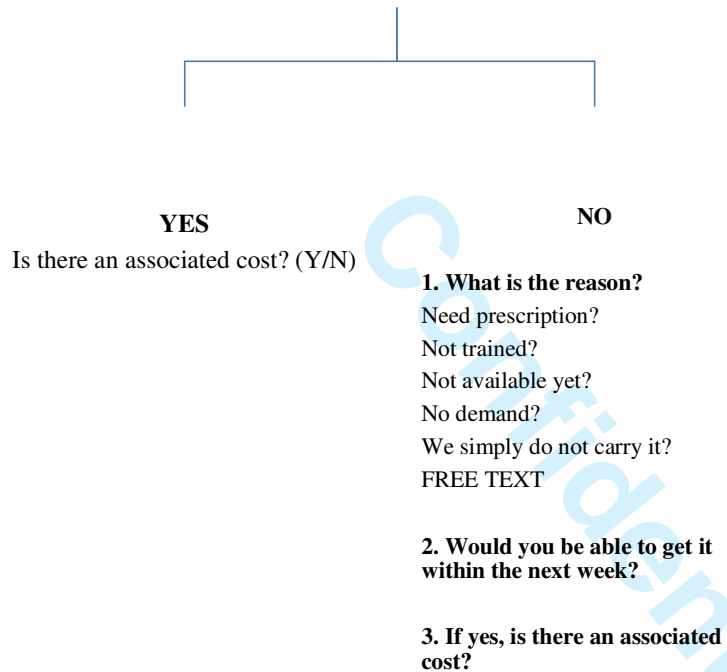 YES
Is there an associated cost? (Y/N)
NO
1. What is the reason?
Need prescription?
Not trained?
Not available yet?
No demand?
We simply do not carry it?
FREE TEXT
2. Would you be able to get it
within the next week?
3. If yes, is there an associated
cost?
Confiden